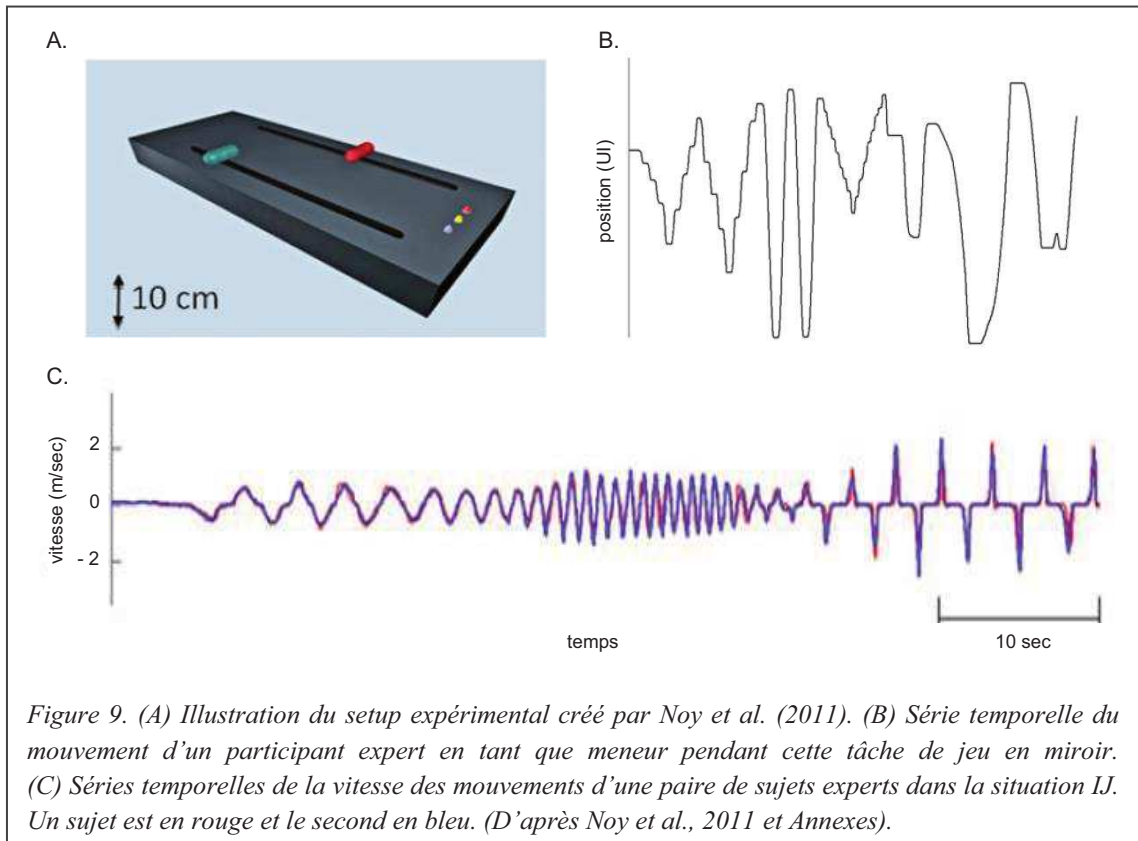 A.
B.
10 cm
position (UI)
C.
vitesse (m/sec)
2
0
- 2
temps
10 sec
Figure 9. (A) Illustration du setup expérimental créé par Noy et al. (2011). (B) Série temporelle du
mouvement d'un participant expert en tant que meneur pendant cette tâche de jeu en miroir.
(C) Séries temporelles de la vitesse des mouvements d'une paire de sujets experts dans la situation IJ.
Un sujet est en rouge et le second en bleu. (D'après Noy et al., 2011 et Annexes).